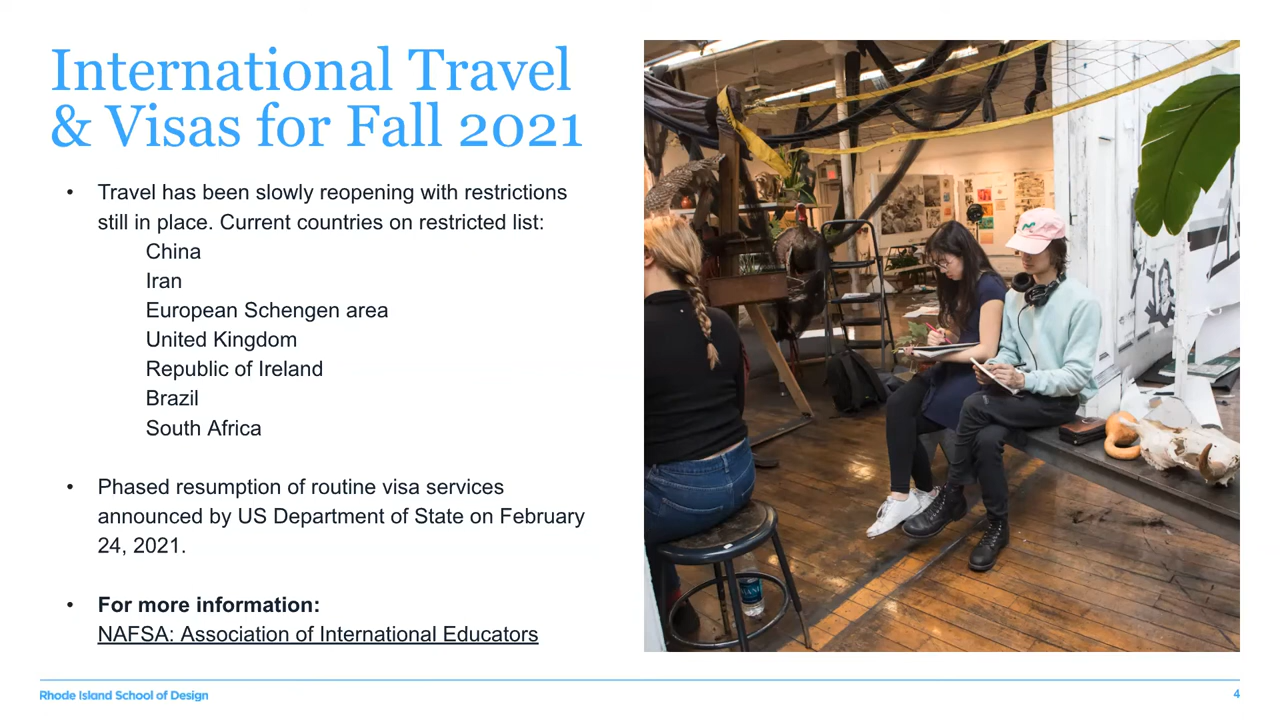 International Travel
& Visas for Fall 2021
• Travel has been slowly reopening with restrictions
still in place. Current countries on restricted list:
China
Iran
European Schengen area
United Kingdom
Republic of Ireland
Brazil
South Africa
• Phased resumption of routine visa services
announced by US Department of State on February
24, 2021.
• For more information:
NAFSA: Association of International Educators
Rhode Island School of Design
4